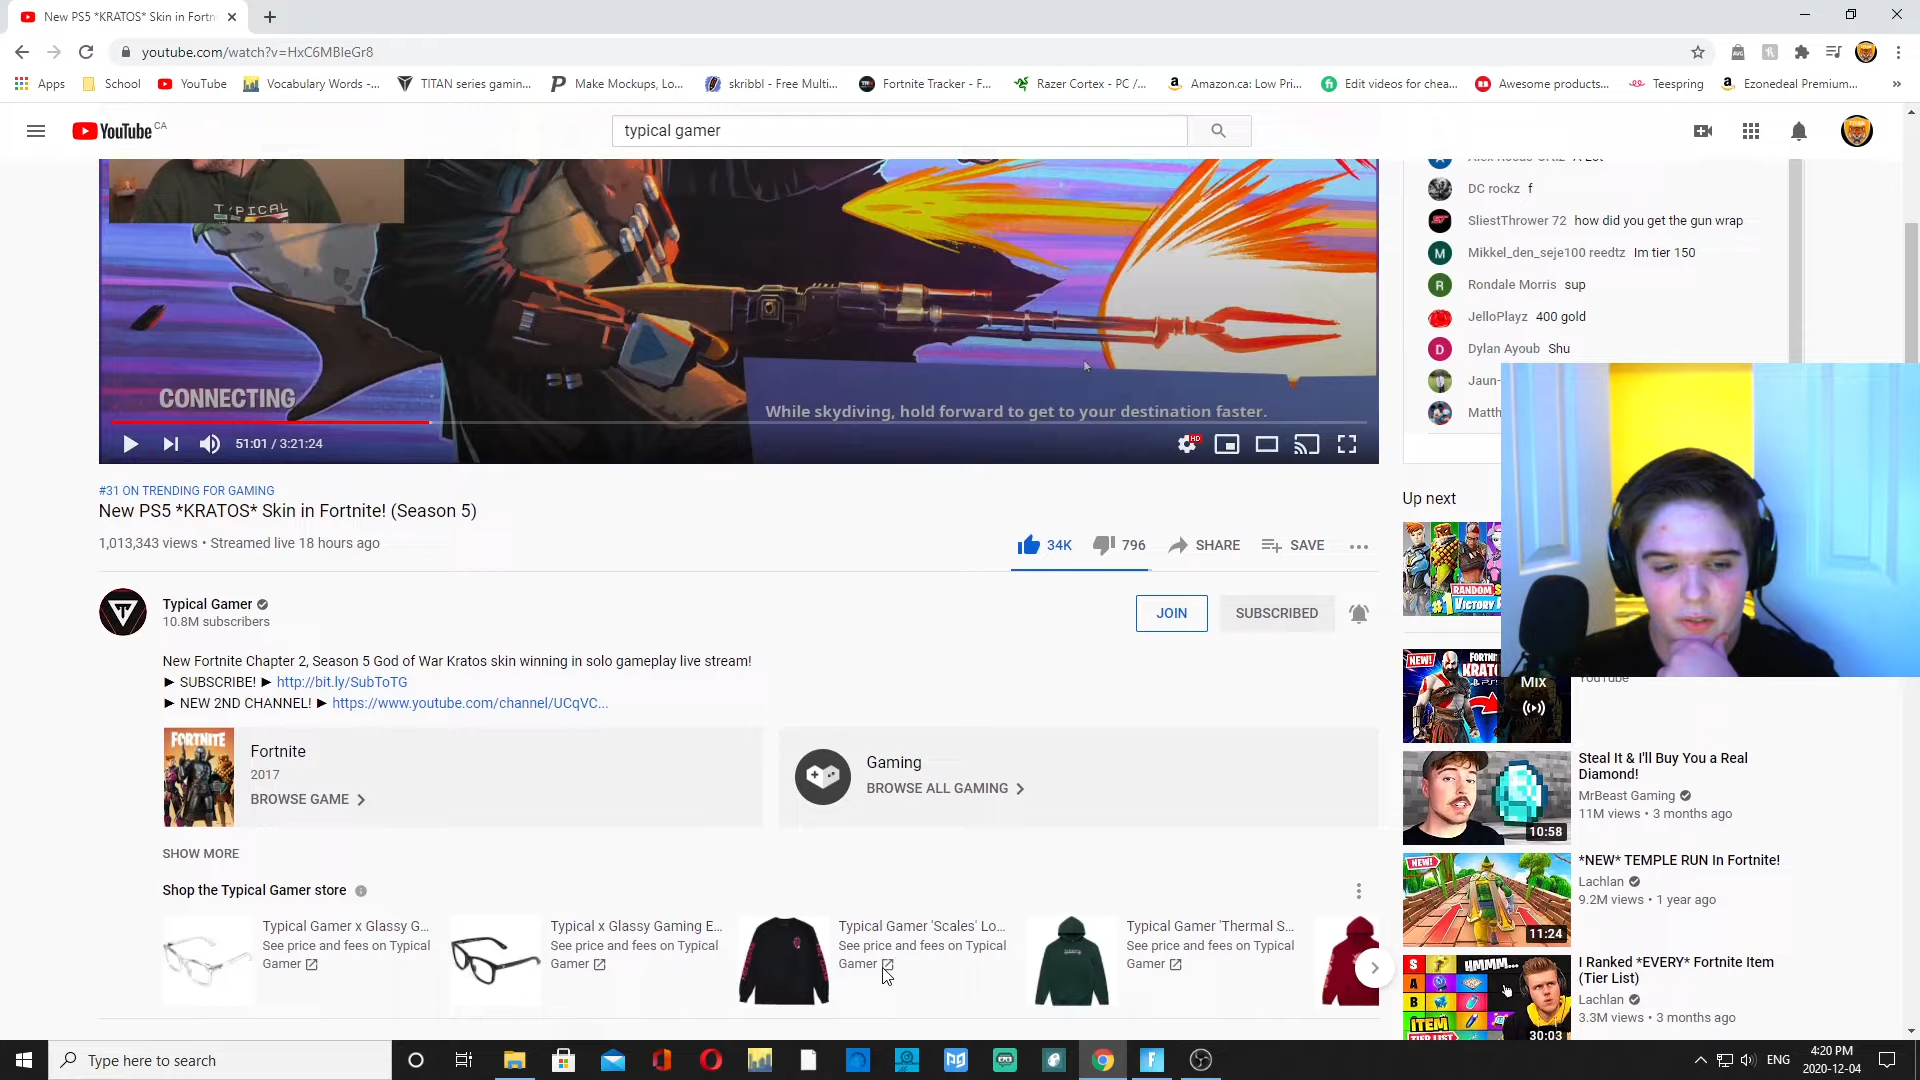 New PS5 *KRATOS* Skin in Fortn
youtube.com/watch?v=HxC6MBleGr8
Apps
School
YouTube
Vocabulary Words -...
TITAN series gamin...
Make Mockups, Lo...
skribbl - Free Multi...
Fortnite Tracker - F...
Razer Cortex - PC /...
Amazon.ca: Low Pri...
Edit videos for chea...
Awesome products...
Teespring
Ezonedeal Premium...
YouTube CA
typical gamer
TYPICAL
DC rockz f
SliestThrower 72 how did you get the gun wrap
Mikkel_den_seje100 reedtz Im tier 150
Rondale Morris sup
JelloPlayz 400 gold
Dylan Ayoub Shu
Jaun-
Matth
CONNECTING
While skydiving, hold forward to get to your destination faster.
51:01 / 3:21:24
HD
#31 ON TRENDING FOR GAMING
New PS5 *KRATOS* Skin in Fortnite! (Season 5)
1,013,343 views • Streamed live 18 hours ago
34K
796
SHARE
SAVE
Typical Gamer
10.8M subscribers
JOIN
SUBSCRIBED
New Fortnite Chapter 2, Season 5 God of War Kratos skin winning in solo gameplay live stream!
► SUBSCRIBE! ► http://bit.ly/SubToTG
► NEW 2ND CHANNEL! ► https://www.youtube.com/channel/UCqVC...
FORTNITE
Fortnite
2017
BROWSE GAME
Gaming
BROWSE ALL GAMING
SHOW MORE
Shop the Typical Gamer store
Typical Gamer x Glassy G...
See price and fees on Typical
Gamer
Typical x Glassy Gaming E...
See price and fees on Typical
Gamer
Typical Gamer 'Scales' Lo...
See price and fees on Typical
Gamer
Typical Gamer 'Thermal S...
See price and fees on Typical
Gamer
Up next
RANDOM
#1 VICTORY
NEW!
Mix
YouTube
Steal It & I'll Buy You a Real
Diamond!
MrBeast Gaming
11M views • 3 months ago
10:58
NEW!
*NEW* TEMPLE RUN In Fortnite!
Lachlan
9.2M views • 1 year ago
11:24
S
A
B
HMMM...
ITEM
I Ranked *EVERY* Fortnite Item
(Tier List)
Lachlan
3.3M views • 3 months ago
30:03
Type here to search
ENG
4:20 PM
2020-12-04